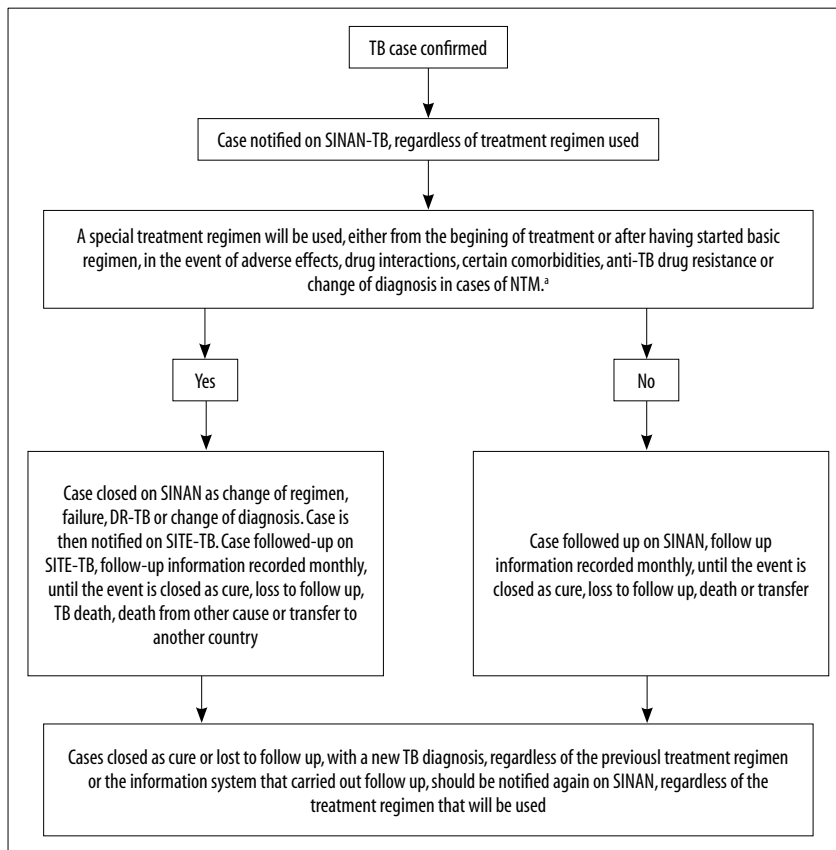 TB case confirmed
Case notified on SINAN-TB, regardless of treatment regimen used
A special treatment regimen will be used, either from the begining of treatment or after having started basic
regimen, in the event of adverse effects, drug interactions, certain comorbidities, anti-TB drug resistance or
change of diagnosis in cases of NTM.ª
Yes
No
Case closed on SINAN as change of regimen,
failure, DR-TB or change of diagnosis. Case is
then notified on SITE-TB. Case followed-up on
SITE-TB, follow-up information recorded monthly,
until the event is closed as cure, loss to follow up,
TB death, death from other cause or transfer to
another country
Case followed up on SINAN, follow up
information recorded monthly, until the event is
closed as cure, loss to follow up, death or transfer
Cases closed as cure or lost to follow up, with a new TB diagnosis, regardless of the previousl treatment regimen
or the information system that carried out follow up, should be notified again on SINAN, regardless of the
treatment regimen that will be used